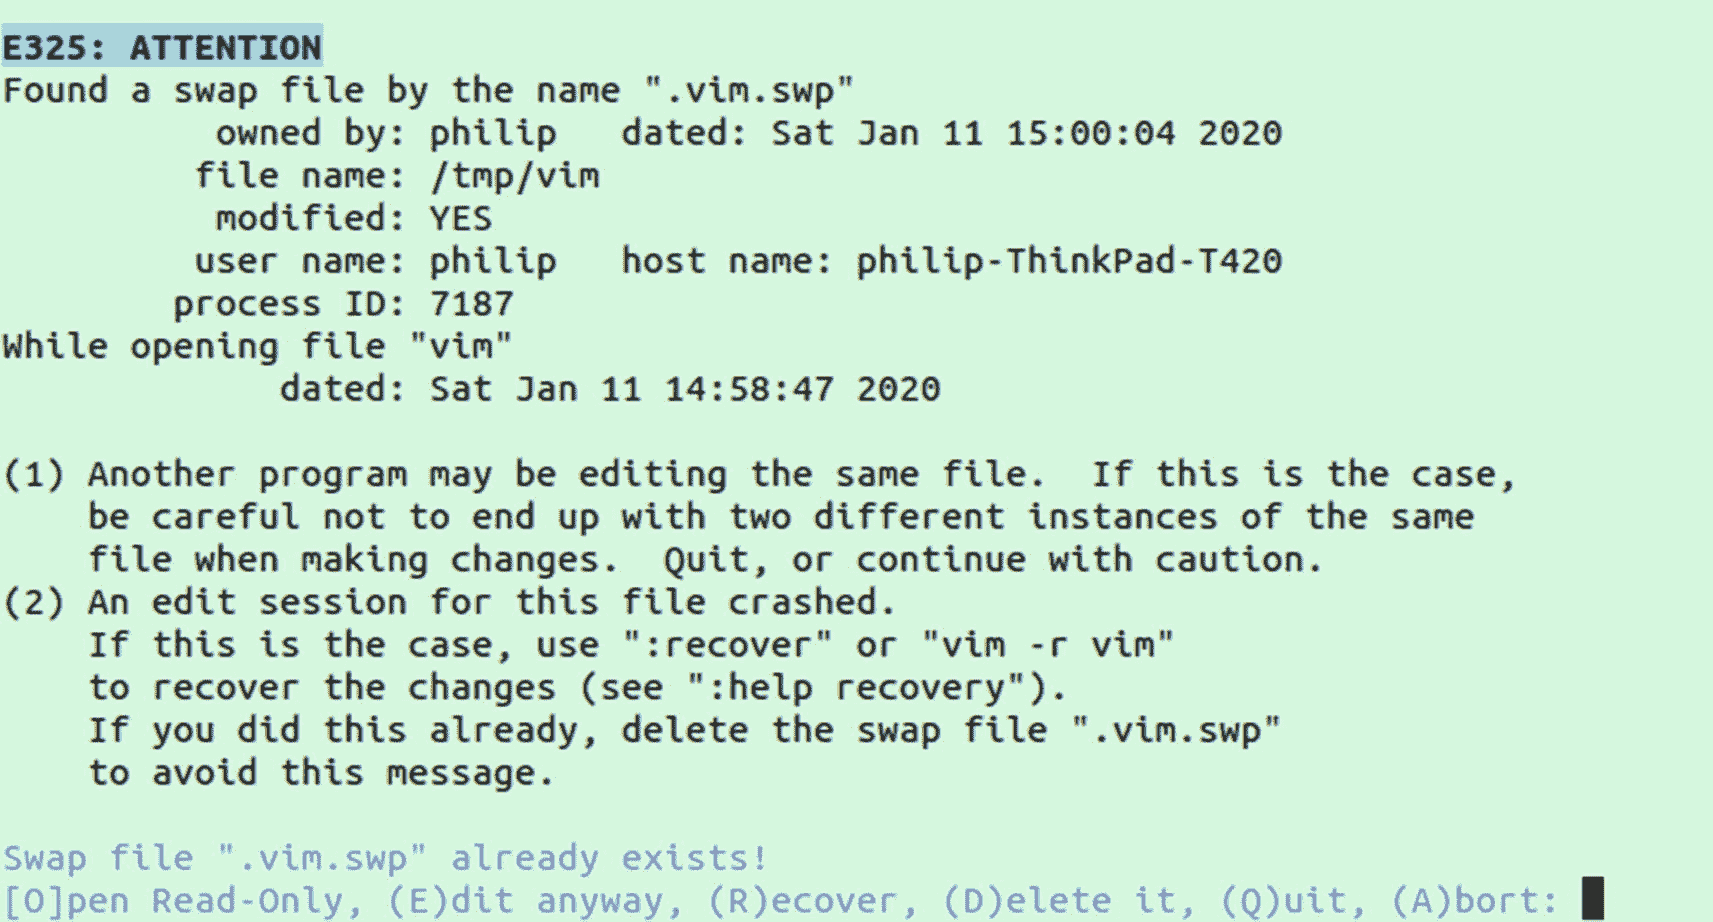 E325: ATTENTION
Found a swap file by the name ".vim.swp"
          owned by: philip   dated: Sat Jan 11 15:00:04 2020
         file name: /tmp/vim
          modified: YES
         user name: philip   host name: philip-ThinkPad-T420
        process ID: 7187
While opening file "vim"
             dated: Sat Jan 11 14:58:47 2020

(1) Another program may be editing the same file.  If this is the case,
    be careful not to end up with two different instances of the same
    file when making changes.  Quit, or continue with caution.
(2) An edit session for this file crashed.
    If this is the case, use ":recover" or "vim -r vim"
    to recover the changes (see ":help recovery").
    If you did this already, delete the swap file ".vim.swp"
    to avoid this message.

Swap file ".vim.swp" already exists!
[O]pen Read-Only, (E)dit anyway, (R)ecover, (D)elete it, (Q)uit, (A)bort: